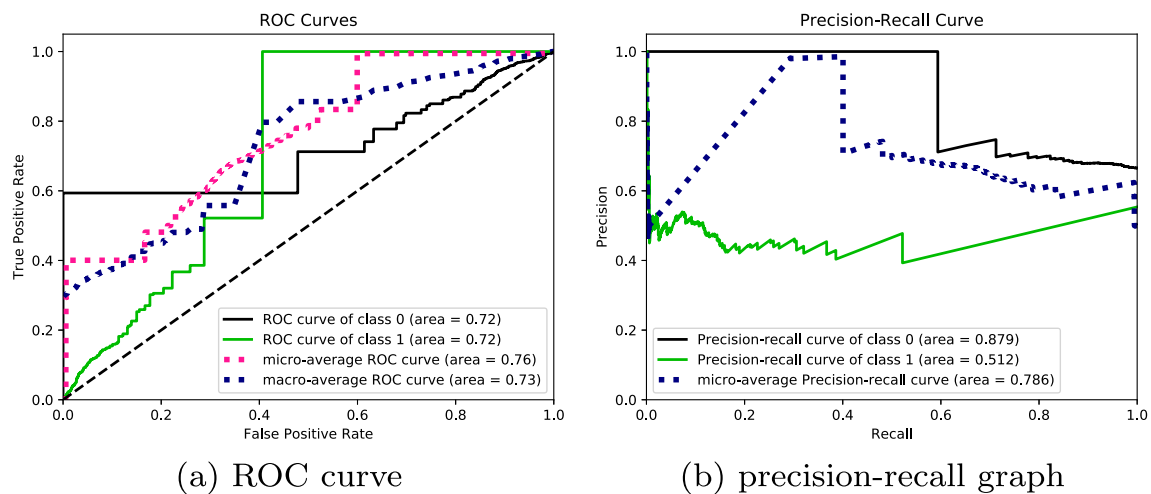 ROC Curves
1.0
0.8
0.6
0.4
0.2
0.0
True Positive Rate
ROC curve of class 0 (area = 0.72)
ROC curve of class 1 (area = 0.72)
micro-average ROC curve (area = 0.76)
macro-average ROC curve (area = 0.73)
0.0 0.2 0.4 0.6 0.8 1.0
False Positive Rate
(a) ROC curve
Precision-Recall Curve
1.0
0.8
0.6
0.4
0.2
0.0
Precision
Precision-recall curve of class 0 (area = 0.879)
Precision-recall curve of class 1 (area = 0.512)
micro-average Precision-recall curve (area = 0.786)
0.0 0.2 0.4 0.6 0.8 1.0
Recall
(b) precision-recall graph